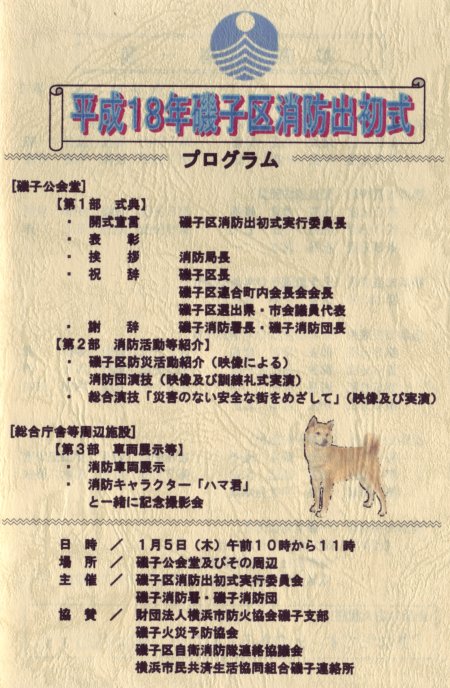 平成18年磯子区消防出初式
プログラム
[磯子公会堂]
【第1部 式典】
・ 開式宣言 磯子区消防出初式実行委員長
・ 表 彰
・ 挨 拶 消防局長
・ 祝 辞 磯子区長
磯子区連合町内会長会会長
磯子区選出県・市会議員代表
・ 謝 辞 磯子消防署長・磯子消防団長
【第2部 消防活動等紹介】
・ 磯子区防災活動紹介（映像による）
・ 消防団演技（映像及び訓練礼式実演）
・ 総合演技「災害のない安全な街をめざして」（映像及び実演）
[総合庁舎等周辺施設]
【第3部 車両展示等】
・ 消防車両展示
・ 消防キャラクター「ハマ君」
と一緒に記念撮影会
日 時 ／ 1月5日（木）午前10時から11時
場 所 ／ 磯子公会堂及びその周辺
主 催 ／ 磯子区消防出初式実行委員会
磯子消防署・磯子消防団
協 賛 ／ 財団法人横浜市防火協会磯子支部
磯子火災予防協会
磯子区自衛消防隊連絡協議会
横浜市民共済生活協同組合磯子連絡所